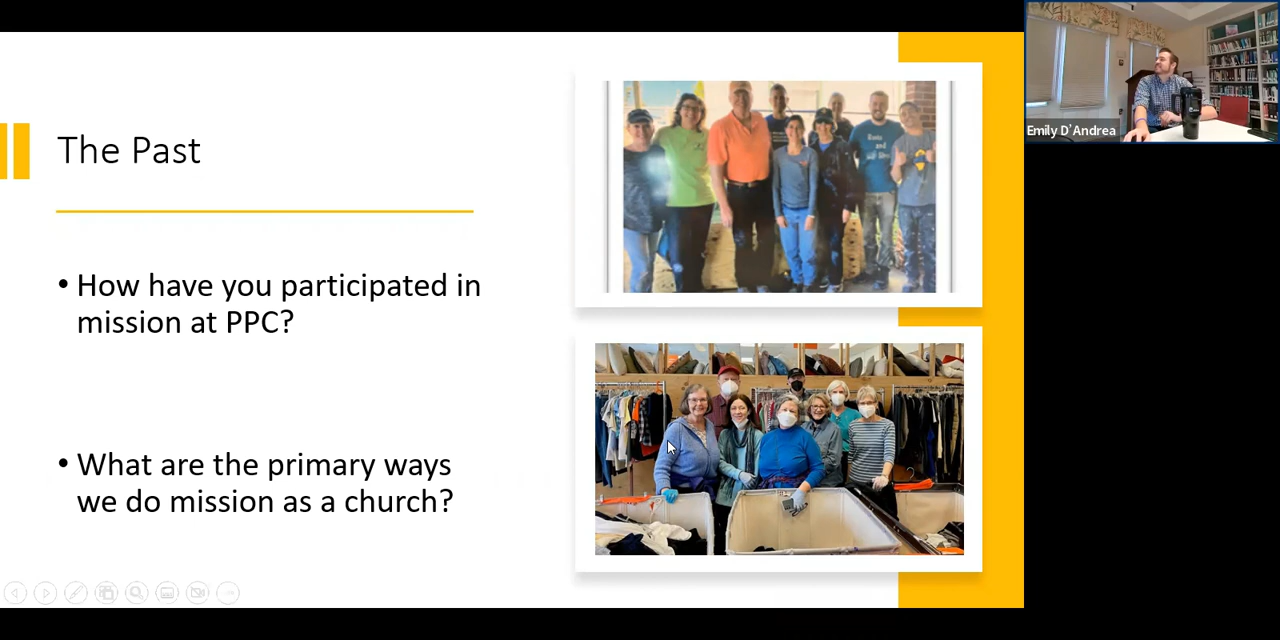 The Past
• How have you participated in
mission at PPC?
• What are the primary ways
we do mission as a church?
Emily D'Andrea